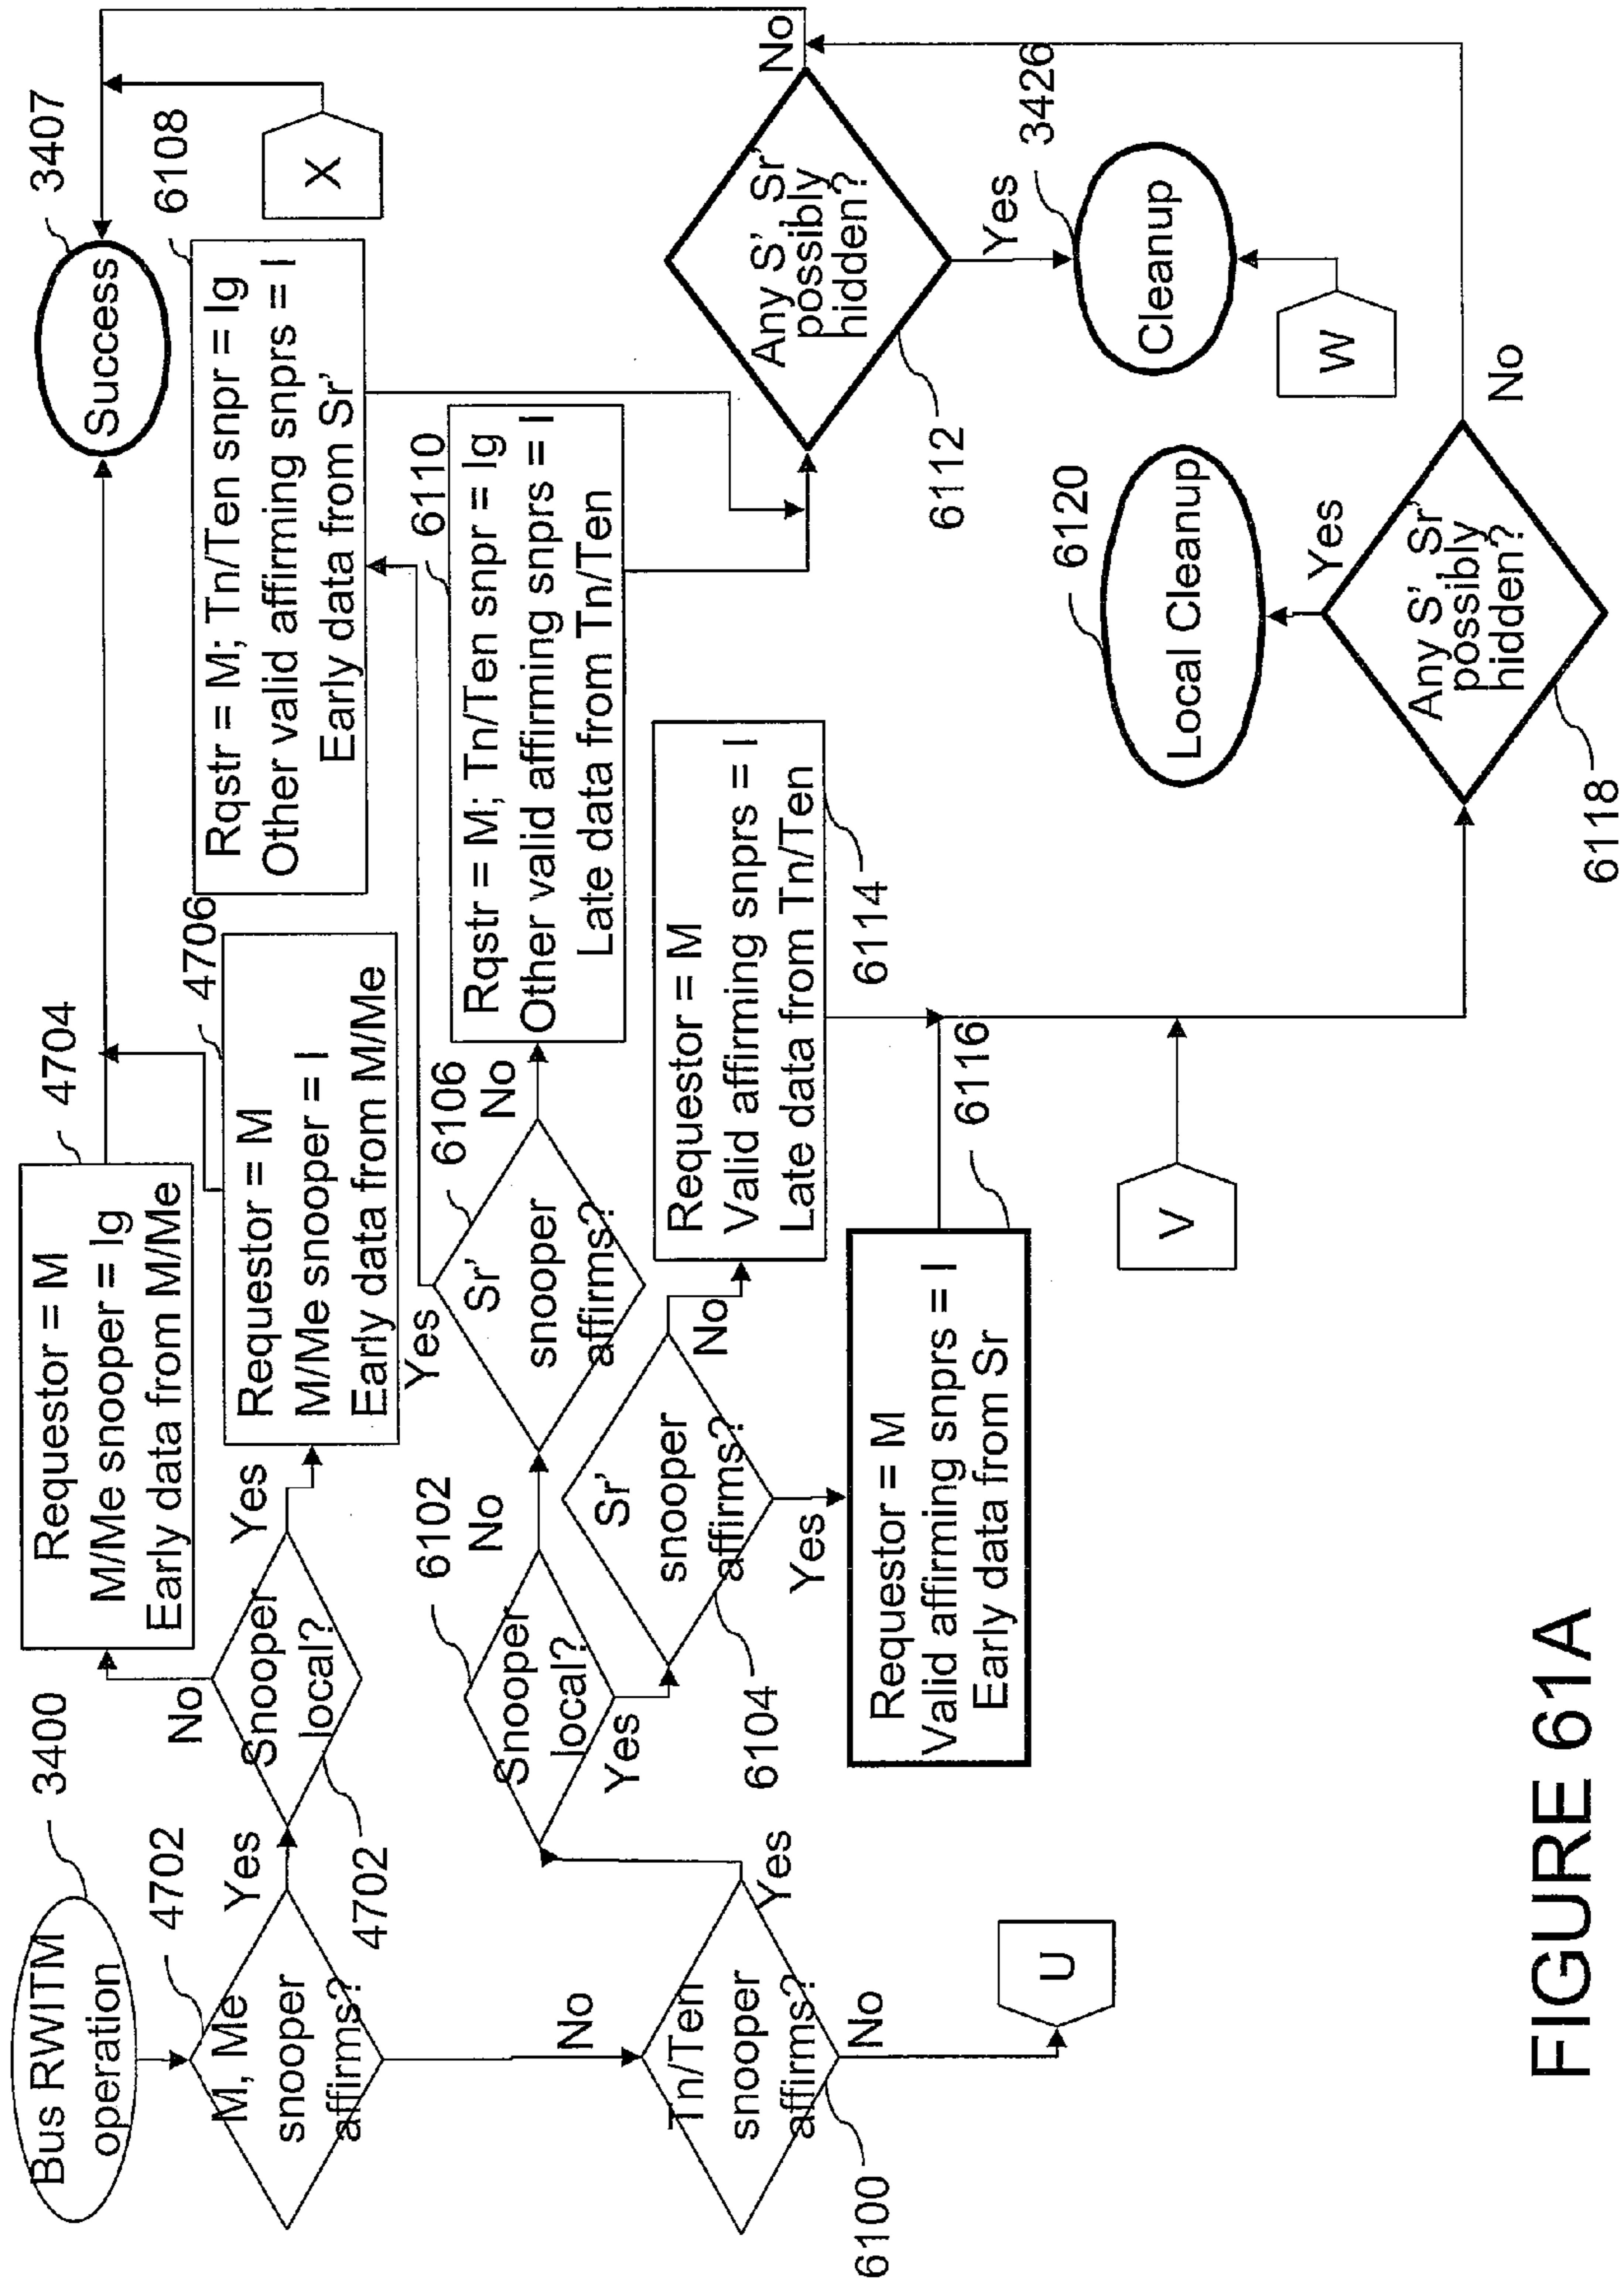 Bus RWITM
operation
3400
M, Me
snooper
affirms?
4702
Yes
No
Snooper
local?
4702
No
Yes
Requestor = M
M/Me snooper = Ig
Early data from M/Me
4704
Requestor = M
M/Me snooper = I
Early data from M/Me
4706
Success
3407
X
Tn/Ten
snooper
affirms?
6100
Yes
No
U
Snooper
local?
6102
No
Yes
Sr'
snooper
affirms?
6106
Yes
No
Sr'
snooper
affirms?
6104
No
Yes
Rqstr = M; Tn/Ten snpr = Ig
Other valid affirming snprs = I
Early data from Sr'
6108
Rqstr = M; Tn/Ten snpr = Ig
Other valid affirming snprs = I
Late data from Tn/Ten
6110
Requestor = M
Valid affirming snprs = I
Late data from Tn/Ten
6114
Requestor = M
Valid affirming snprs = I
Early data from Sr
6116
V
Any S' Sr'
possibly
hidden?
6112
No
Yes
Cleanup
3426
W
Any S', Sr'
possibly
hidden?
6118
Yes
No
Local Cleanup
6120
FIGURE 61A